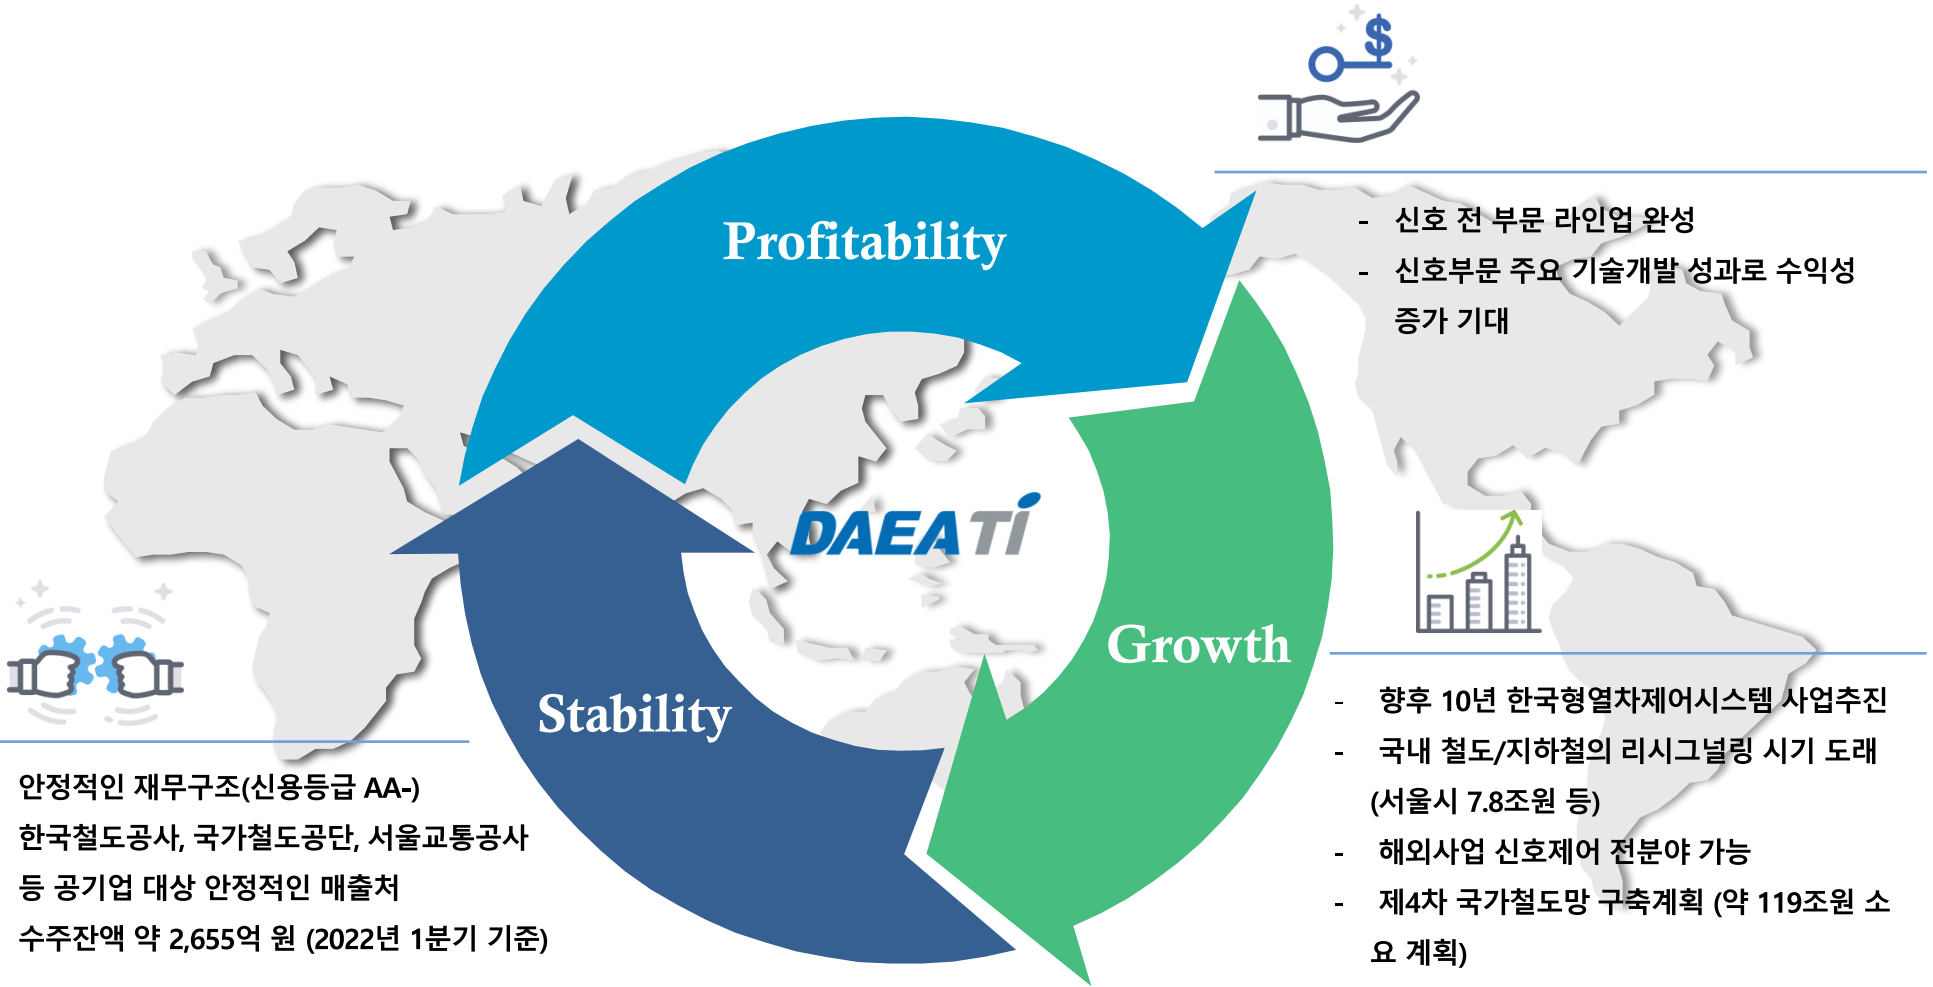 Profitability
- 신호 전 부문 라인업 완성
- 신호부문 주요 기술개발 성과로 수익성
증가 기대
DAEATi
Growth
- 향후 10년 한국형열차제어시스템 사업추진
- 국내 철도/지하철의 리시그널링 시기 도래
(서울시 7.8조원 등)
- 해외사업 신호제어 전분야 가능
- 제4차 국가철도망 구축계획 (약 119조원 소
요 계획)
Stability
안정적인 재무구조(신용등급 AA-)
한국철도공사, 국가철도공단, 서울교통공사
등 공기업 대상 안정적인 매출처
수주잔액 약 2,655억 원 (2022년 1분기 기준)
$